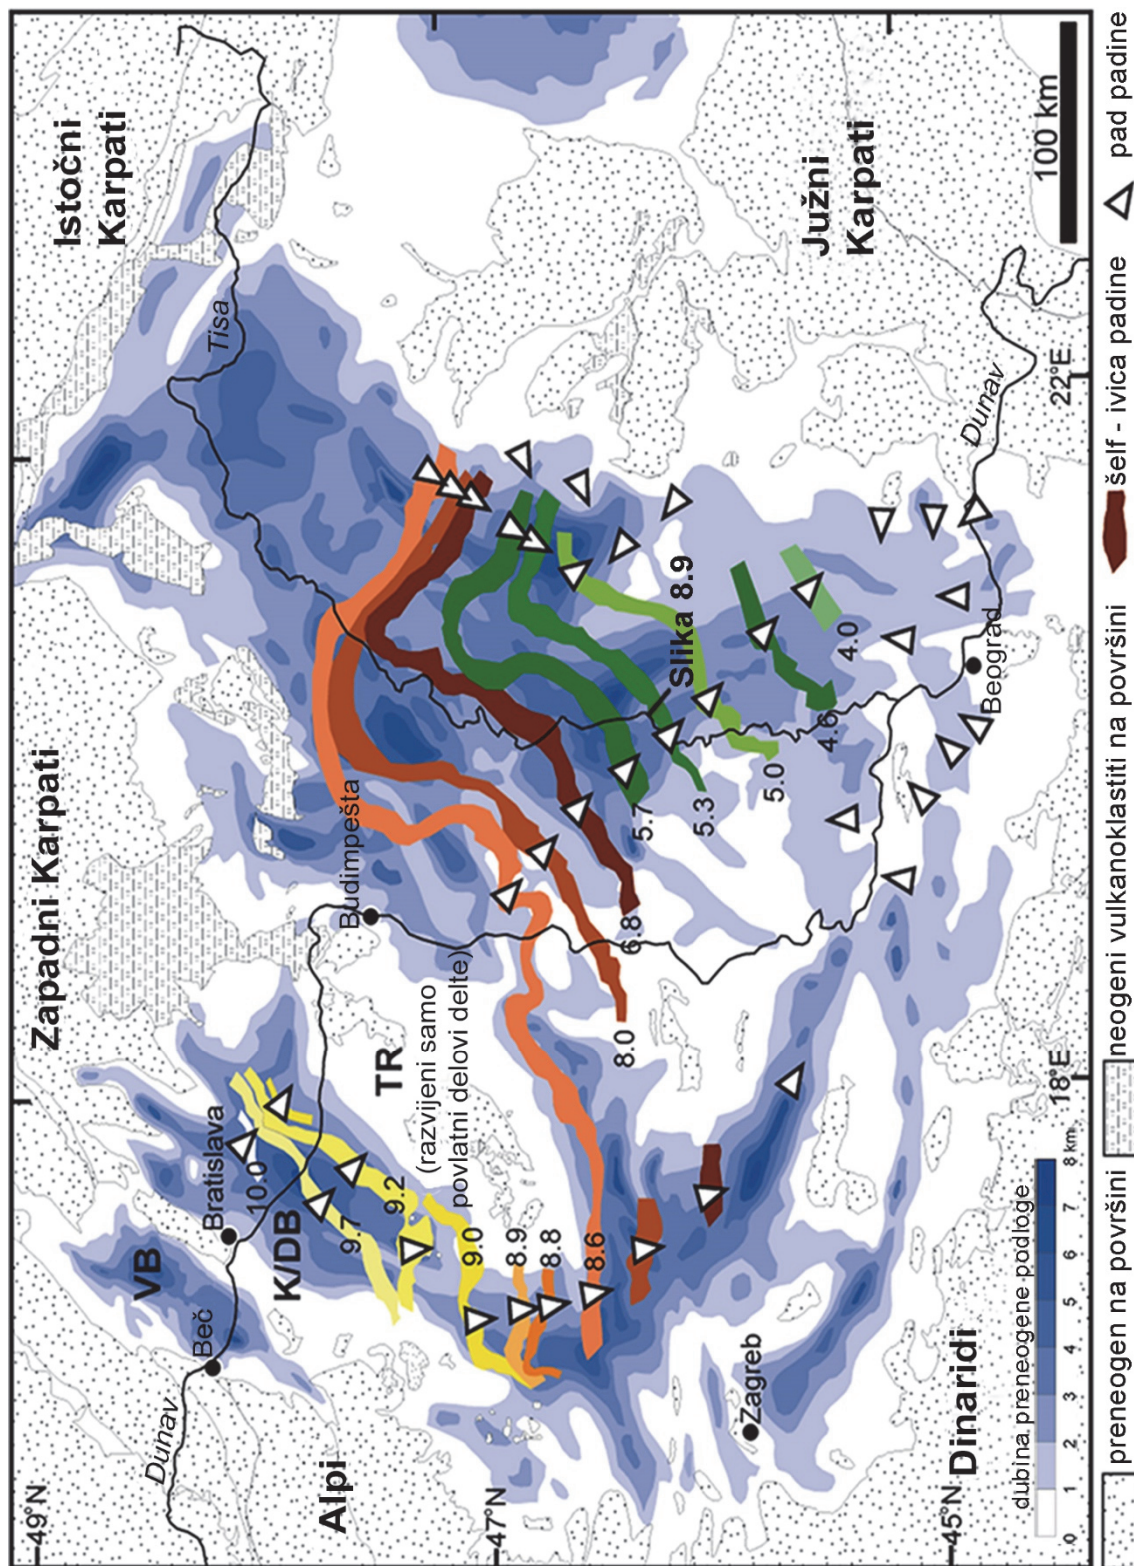 49°N
47°N
45°N
Zapadni Karpati
Istočni
Karpati
Južni
Karpati
Alpi
Dinaridi
VB
K/DB
TR
(razvijeni samo
povlatni delovi delte)
Beč
Bratislava
Budimpešta
Zagreb
Beograd
Dunav
Tisa
Dunav
Slika 8.9
10.0
9.7
9.2
9.0
8.9
8.8
8.6
8.0
6.8
5.7
5.3
5.0
4.6
4.0
18°E
22°E
100 km
dubina preneogene podloge
0 1 2 3 4 5 6 7 8 km
preneogen na površini
neogeni vulkanoklastiti na površini
šelf - ivica padine
pad padine